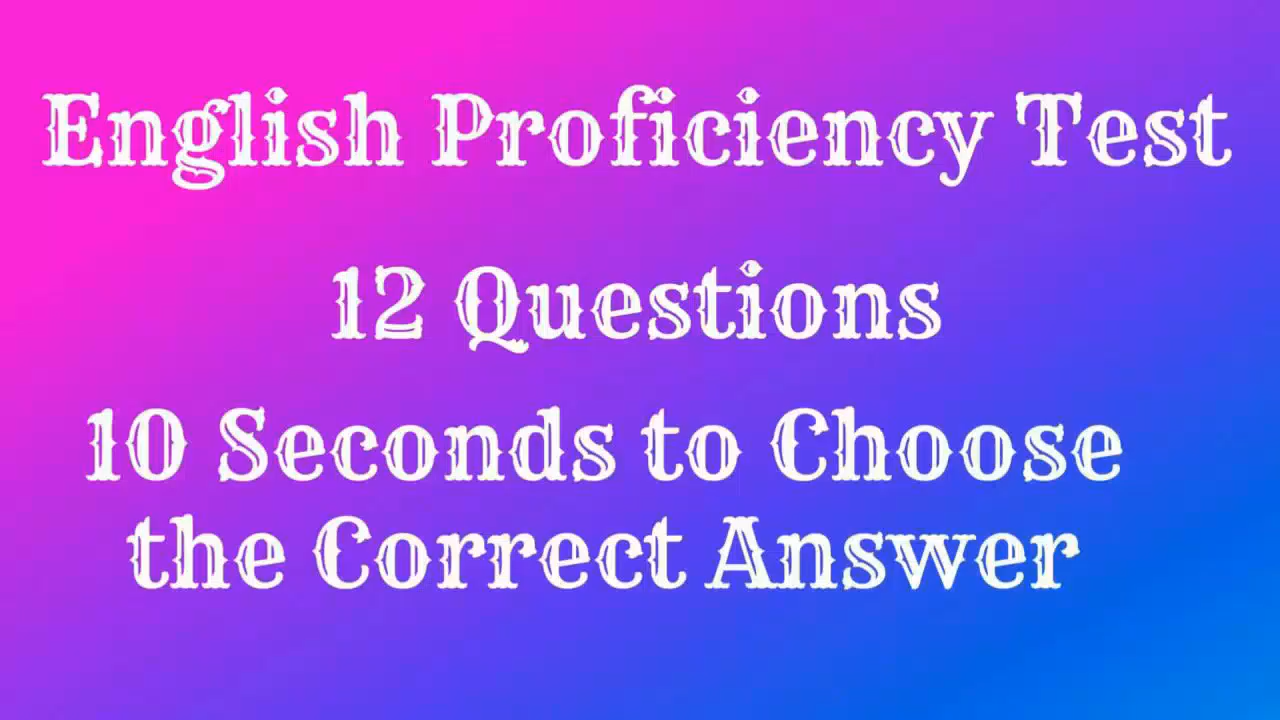 English Proficiency Test
12 Questions
10 Seconds to Choose
the Correct Answer